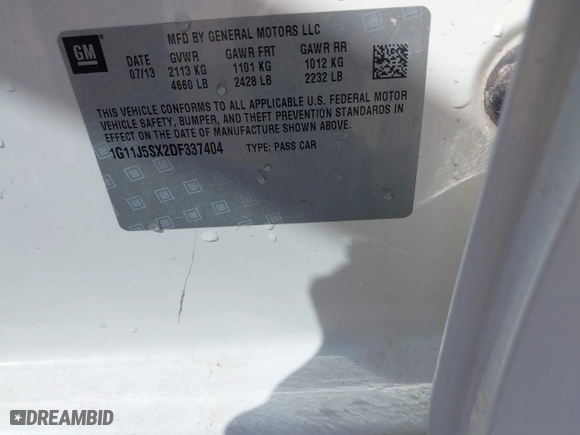 GM
MFD BY GENERAL MOTORS LLC
DATE GVWR GAWR FRT GAWR RR
07/13 2113 KG 1101 KG 1012 KG
4660 LB 2428 LB 2232 LB
THIS VEHICLE CONFORMS TO ALL APPLICABLE U.S. FEDERAL MOTOR
VEHICLE SAFETY, BUMPER, AND THEFT PREVENTION STANDARDS IN
EFFECT ON THE DATE OF MANUFACTURE SHOWN ABOVE.
1G11J5SX2DF337404 TYPE: PASS CAR
DREAMBID